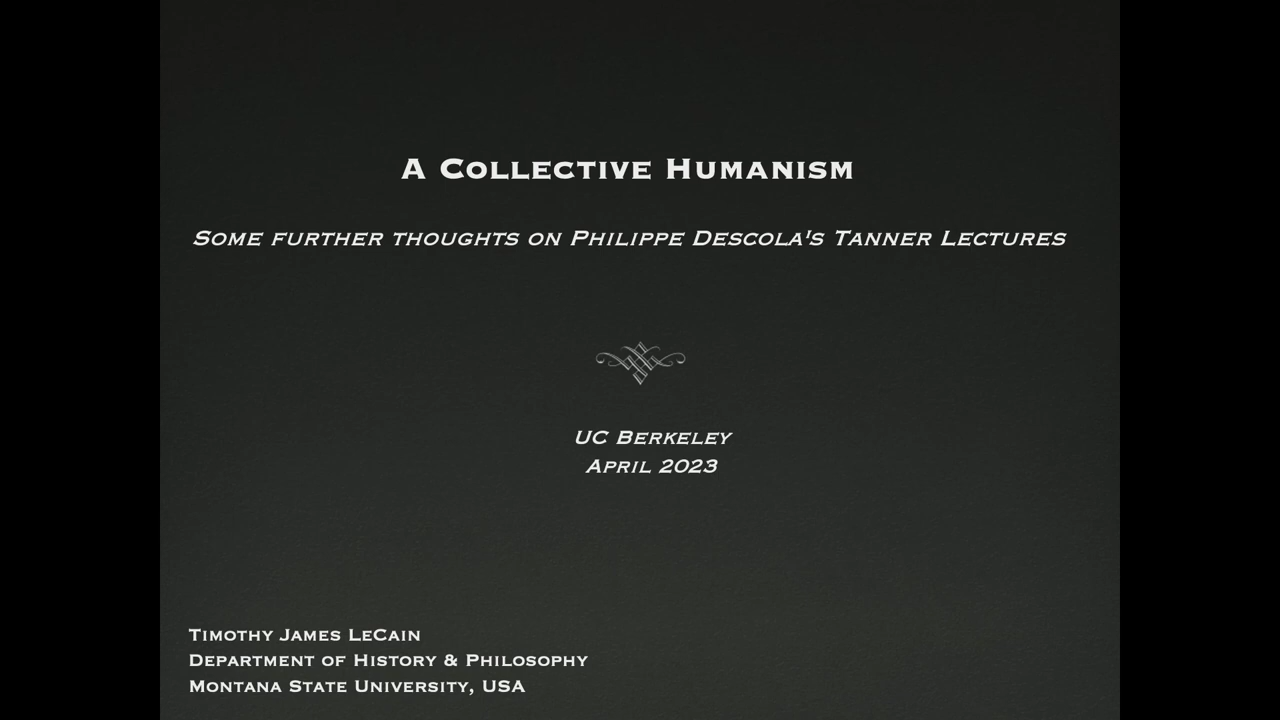 A Collective Humanism
Some further thoughts on Philippe Descola's Tanner Lectures
UC Berkeley
April 2023
Timothy James LeCain
Department of History & Philosophy
Montana State University, USA